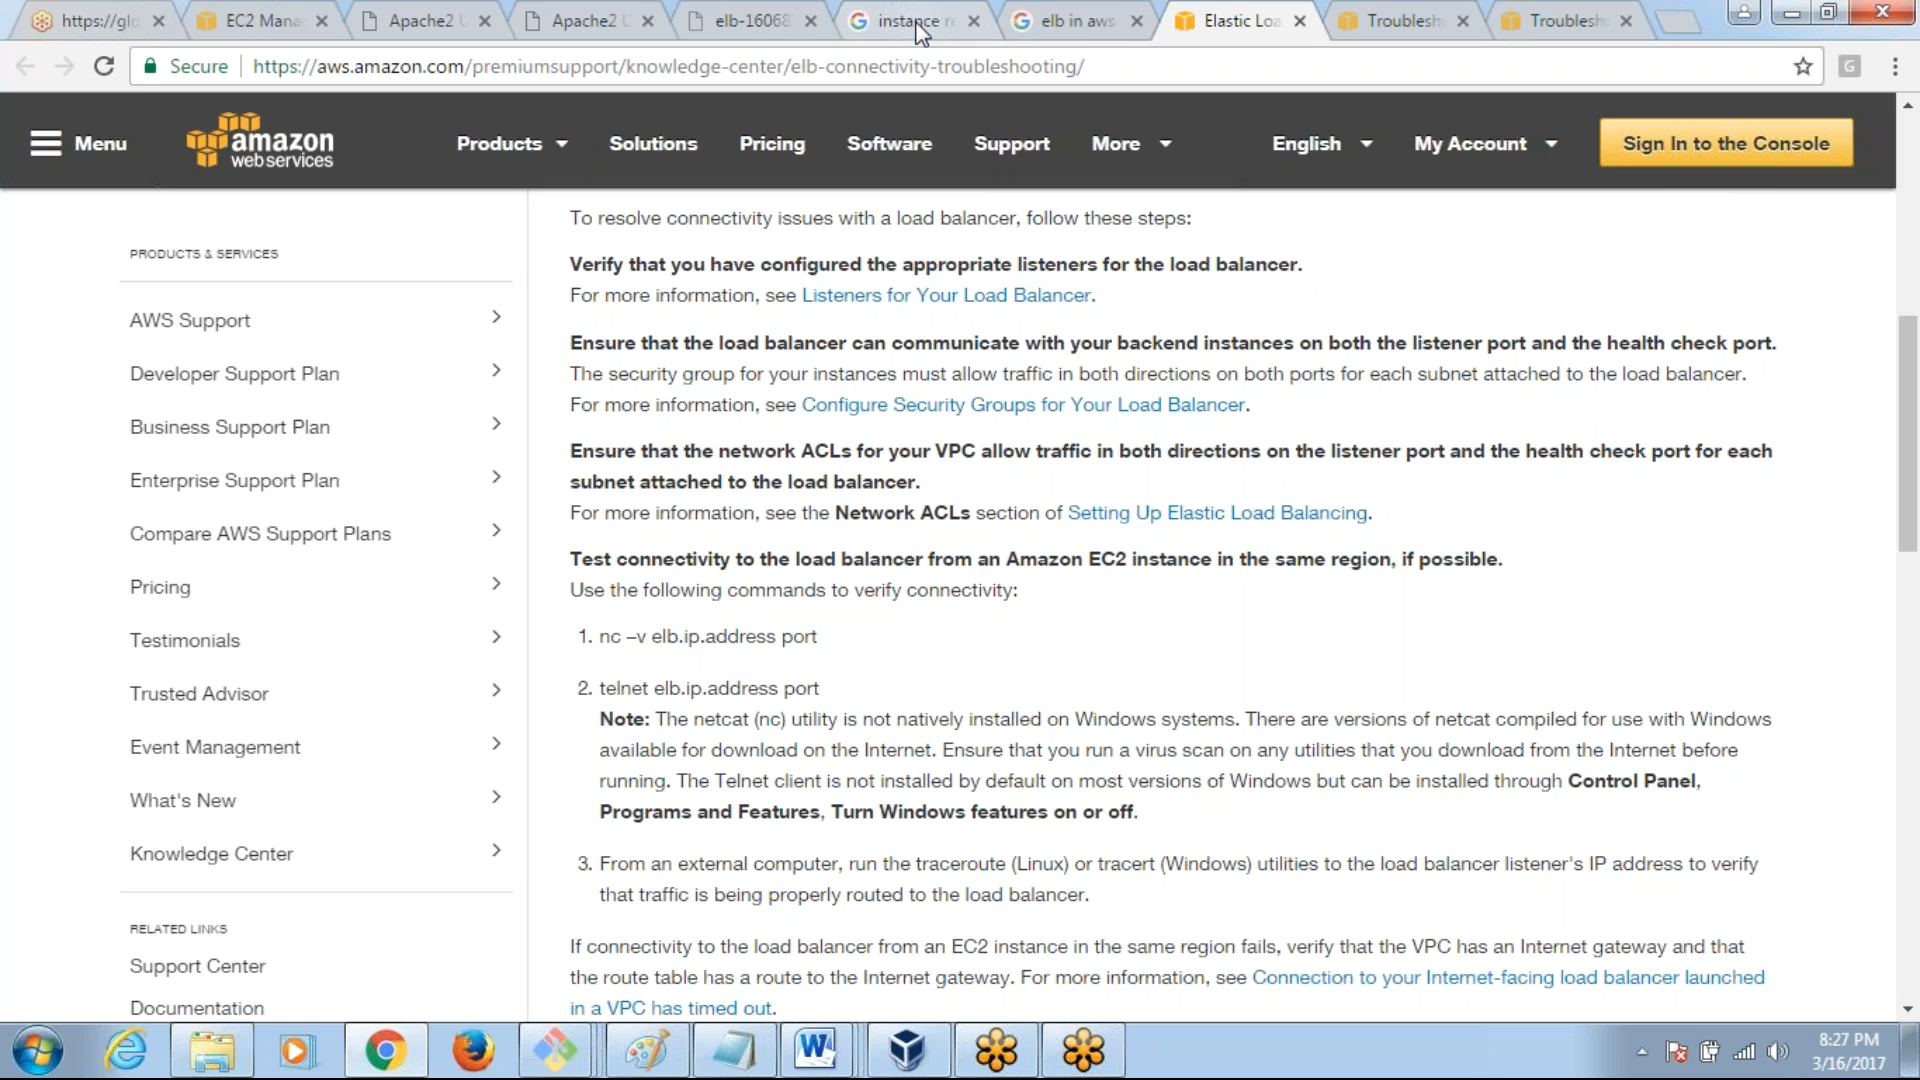 https://glo
EC2 Mana
Apache2 U
Apache2 U
elb-16068
instance re
elb in aws
Elastic Loa
Troublesh
Troublesh
Secure
https://aws.amazon.com/premiumsupport/knowledge-center/elb-connectivity-troubleshooting/
G
Menu
amazon
webservices
Products
Solutions
Pricing
Software
Support
More
English
My Account
Sign In to the Console
PRODUCTS & SERVICES
AWS Support
Developer Support Plan
Business Support Plan
Enterprise Support Plan
Compare AWS Support Plans
Pricing
Testimonials
Trusted Advisor
Event Management
What's New
Knowledge Center
RELATED LINKS
Support Center
Documentation
To resolve connectivity issues with a load balancer, follow these steps:
Verify that you have configured the appropriate listeners for the load balancer.
For more information, see Listeners for Your Load Balancer.
Ensure that the load balancer can communicate with your backend instances on both the listener port and the health check port.
The security group for your instances must allow traffic in both directions on both ports for each subnet attached to the load balancer.
For more information, see Configure Security Groups for Your Load Balancer.
Ensure that the network ACLs for your VPC allow traffic in both directions on the listener port and the health check port for each
subnet attached to the load balancer.
For more information, see the Network ACLs section of Setting Up Elastic Load Balancing.
Test connectivity to the load balancer from an Amazon EC2 instance in the same region, if possible.
Use the following commands to verify connectivity:
1. nc –v elb.ip.address port
2. telnet elb.ip.address port
Note: The netcat (nc) utility is not natively installed on Windows systems. There are versions of netcat compiled for use with Windows
available for download on the Internet. Ensure that you run a virus scan on any utilities that you download from the Internet before
running. The Telnet client is not installed by default on most versions of Windows but can be installed through Control Panel,
Programs and Features, Turn Windows features on or off.
3. From an external computer, run the traceroute (Linux) or tracert (Windows) utilities to the load balancer listener's IP address to verify
that traffic is being properly routed to the load balancer.
If connectivity to the load balancer from an EC2 instance in the same region fails, verify that the VPC has an Internet gateway and that
the route table has a route to the Internet gateway. For more information, see Connection to your Internet-facing load balancer launched
in a VPC has timed out.
8:27 PM
3/16/2017